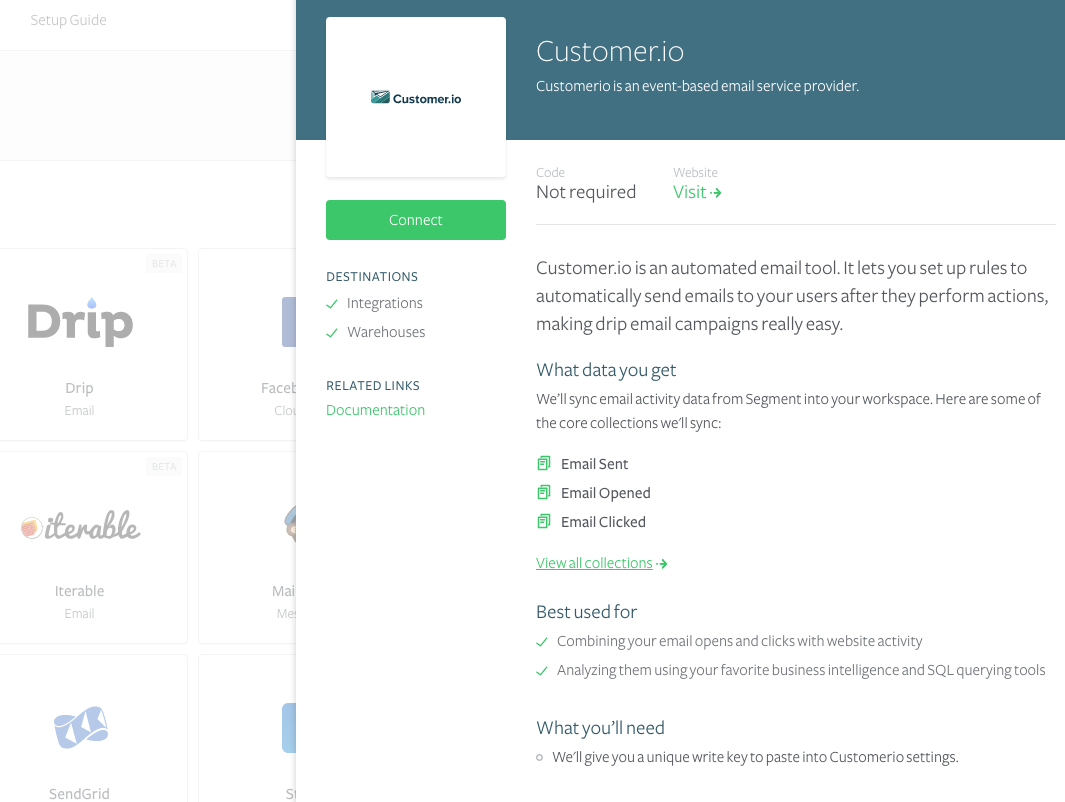 Setup Guide
BETA
Drip
Drip
Email
BETA
iterable
Iterable
Email
SendGrid
Customer.io
Customer.io
Customerio is an event-based email service provider.
Connect
DESTINATIONS
Integrations
Warehouses
RELATED LINKS
Documentation
Code
Not required
Website
Visit
Customer.io is an automated email tool. It lets you set up rules to
automatically send emails to your users after they perform actions,
making drip email campaigns really easy.
What data you get
We'll sync email activity data from Segment into your workspace. Here are some of
the core collections we'll sync:
Email Sent
Email Opened
Email Clicked
View all collections
Best used for
Combining your email opens and clicks with website activity
Analyzing them using your favorite business intelligence and SQL querying tools
What you'll need
We'll give you a unique write key to paste into Customerio settings.